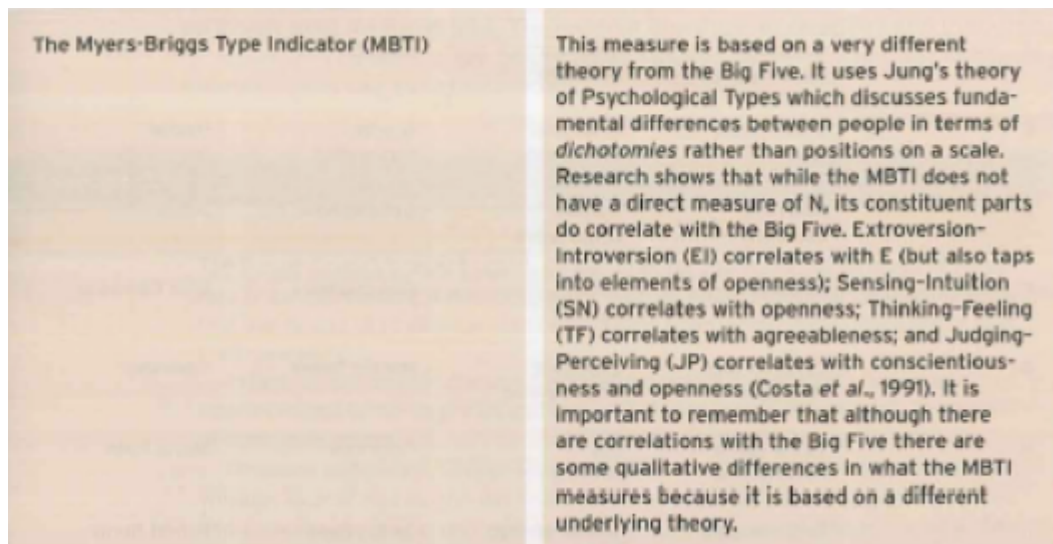 The Myers-Briggs Type Indicator (MBTI)
This measure is based on a very different
theory from the Big Five. It uses Jung's theory
of Psychological Types which discusses funda-
mental differences between people in terms of
dichotomies rather than positions on a scale.
Research shows that while the MBTI does not
have a direct measure of N, its constituent parts
do correlate with the Big Five. Extroversion-
Introversion (EI) correlates with E (but also taps
into elements of openness); Sensing-Intuition
(SN) correlates with openness; Thinking-Feeling
(TF) correlates with agreeableness; and Judging-
Perceiving (JP) correlates with conscientious-
ness and openness (Costa et al., 1991). It is
important to remember that although there
are correlations with the Big Five there are
some qualitative differences in what the MBTI
measures because it is based on a different
underlying theory.